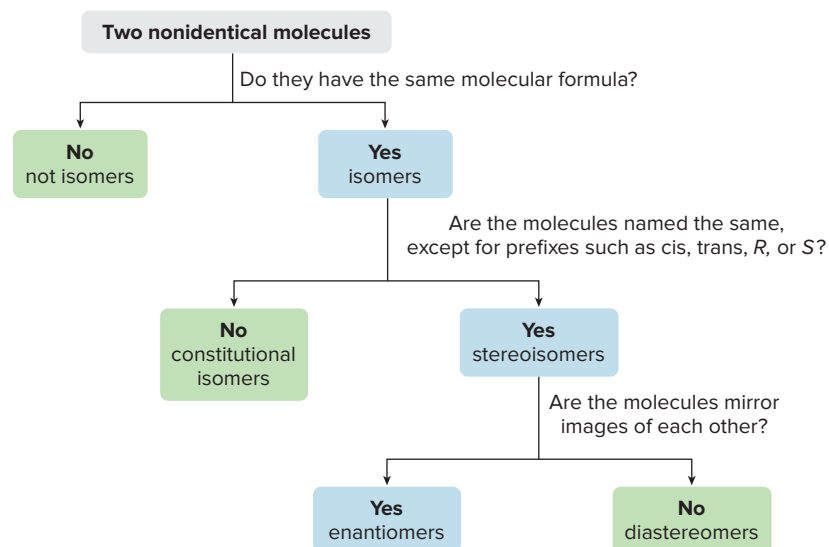 Two nonidentical molecules
Do they have the same molecular formula?
No
not isomers
Yes
isomers
Are the molecules named the same,
except for prefixes such as cis, trans, R, or S?
No
constitutional
isomers
Yes
stereoisomers
Are the molecules mirror
images of each other?
Yes
enantiomers
No
diastereomers